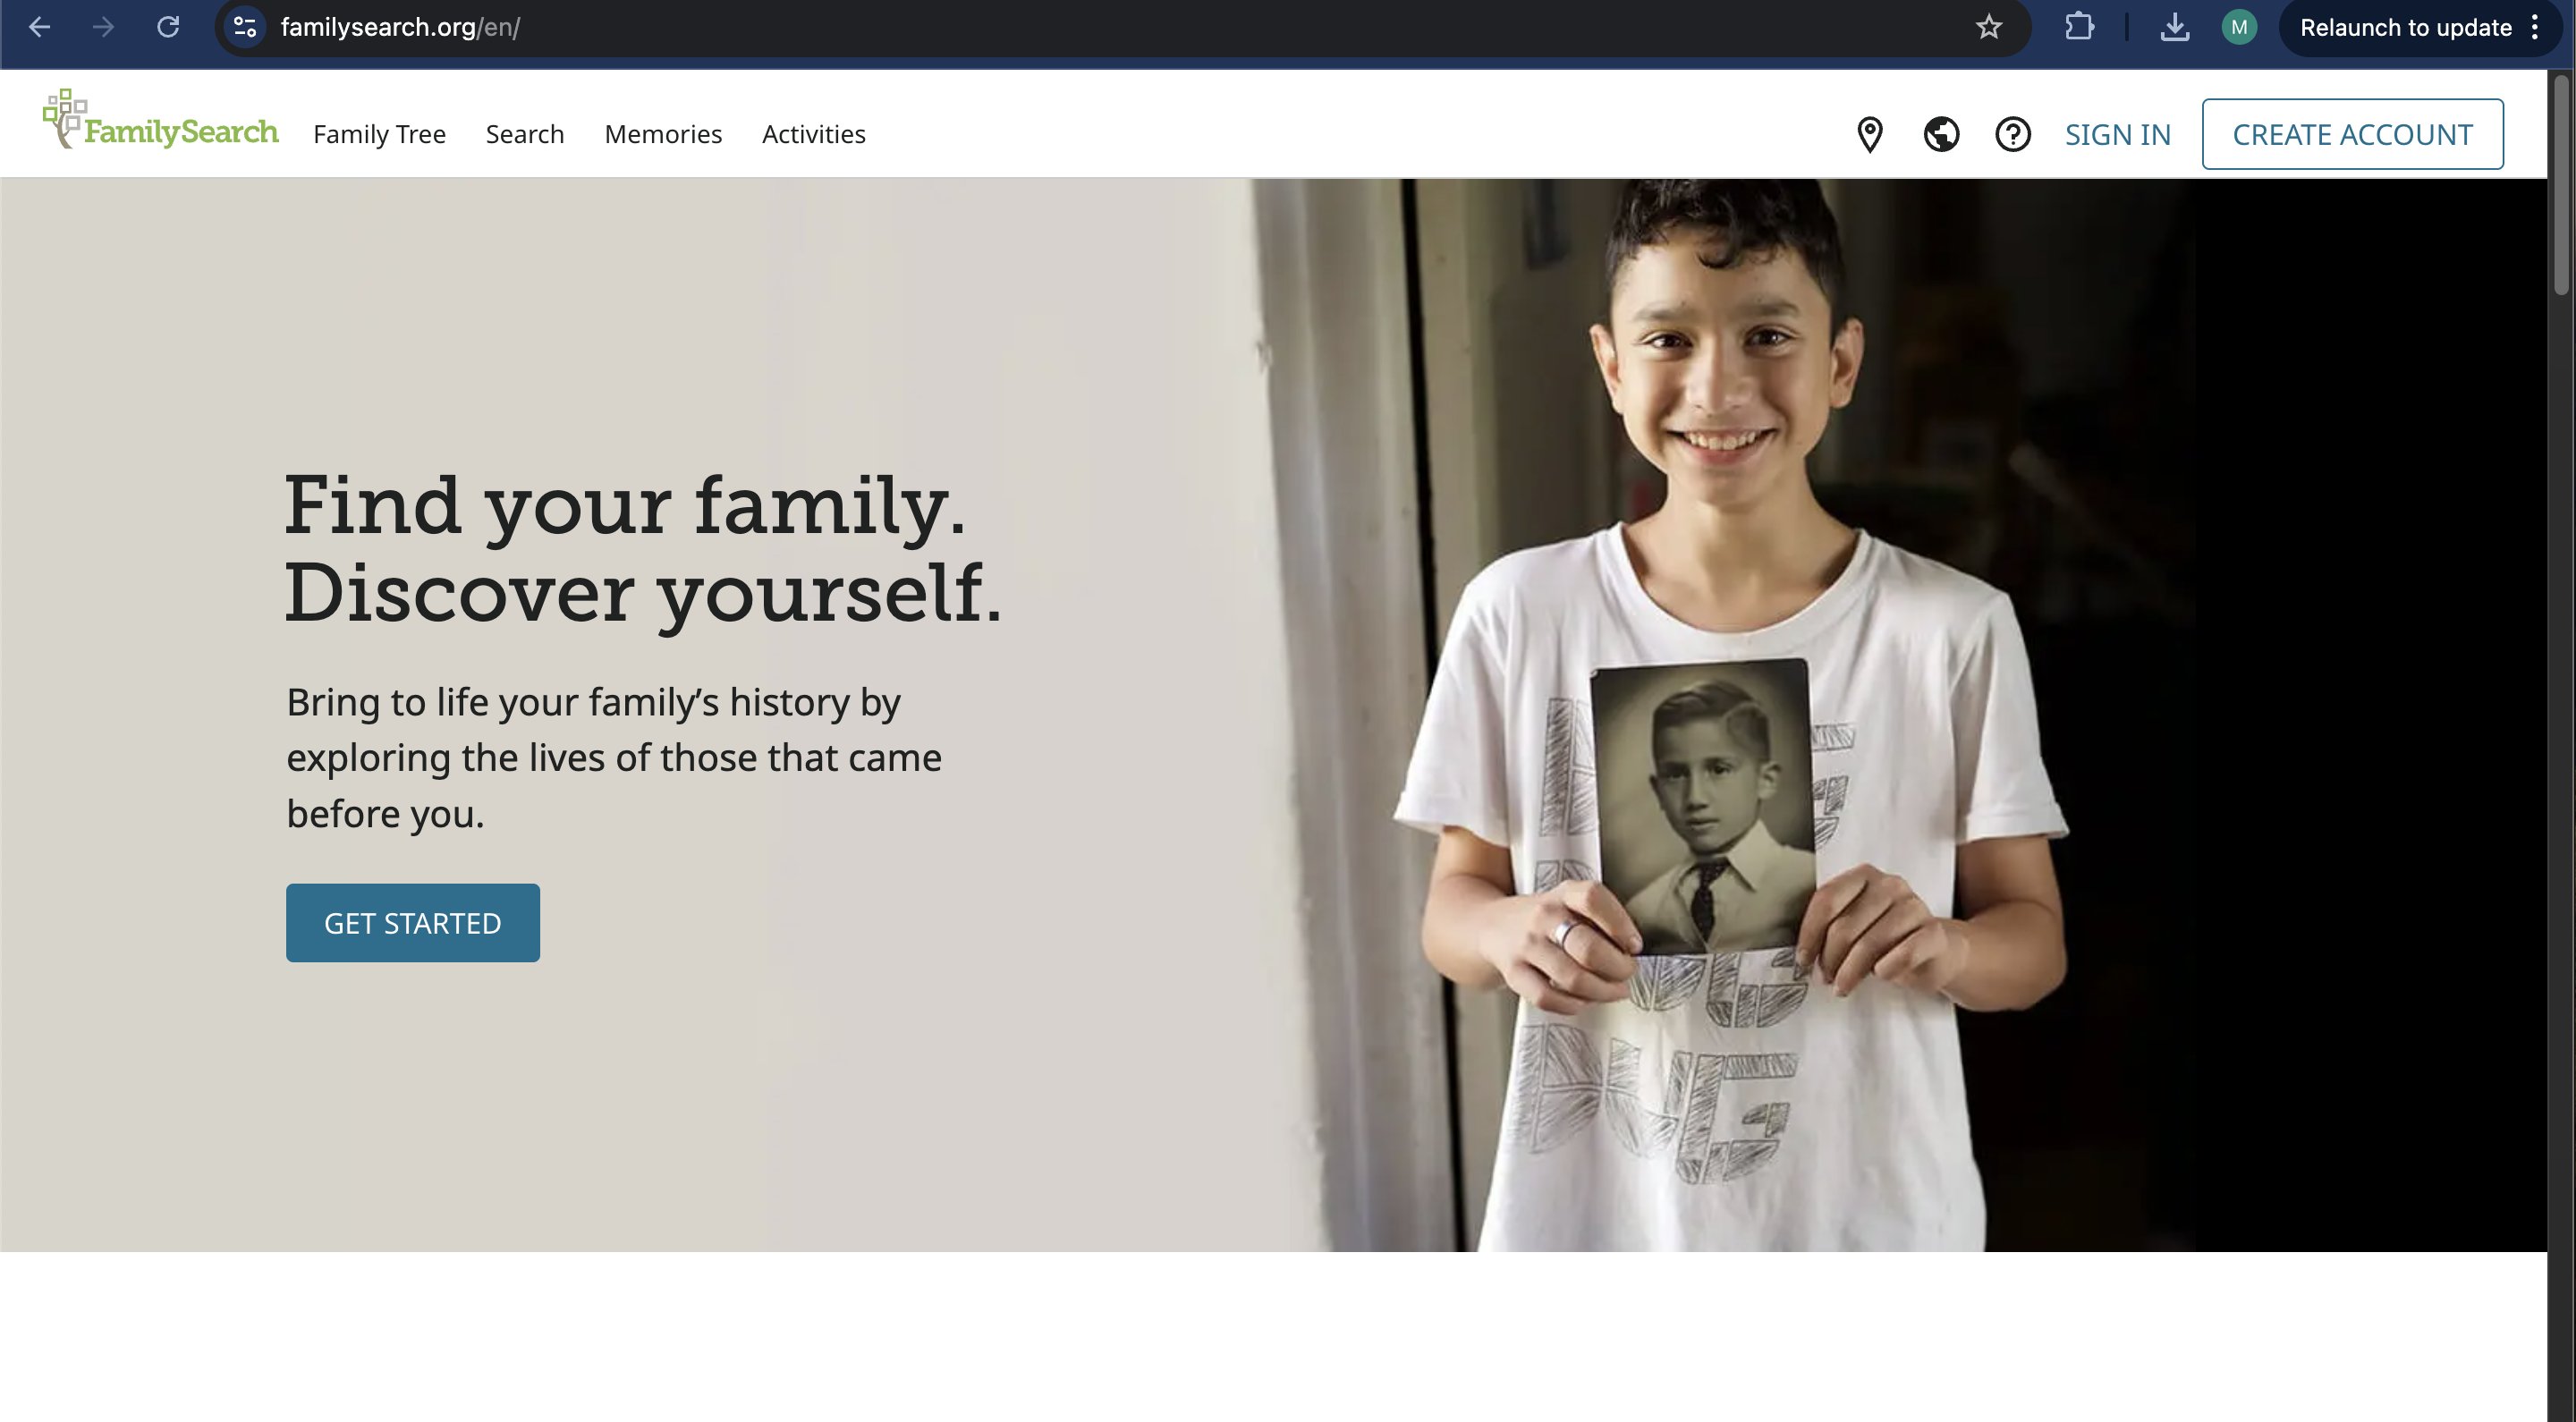 familysearch.org/en/
M
Relaunch to update
FamilySearch
Family Tree
Search
Memories
Activities
SIGN IN
CREATE ACCOUNT
Find your family.
Discover yourself.
Bring to life your family’s history by
exploring the lives of those that came
before you.
GET STARTED